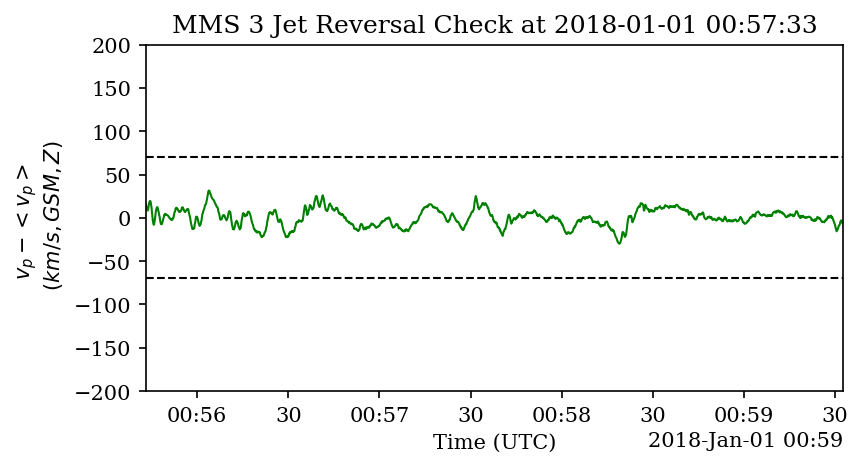 MMS 3 Jet Reversal Check at 2018-01-01 00:57:33
200
150
100
50
0
−50
−100
−150
−200
v_p − < v_p >
(km/s, GSM, Z)
00:56 30 00:57 30 00:58 30 00:59 30
Time (UTC) 2018-Jan-01 00:59